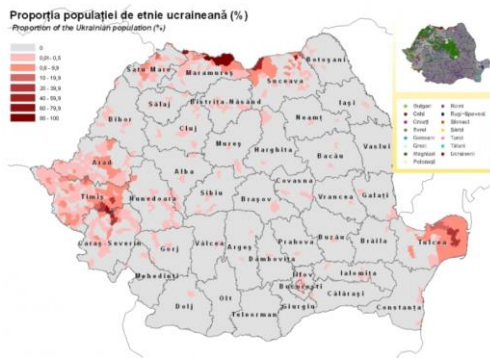 Proporția populației de etnie ucraineană (%)
Proportion of the Ukrainian population (%)
0
10 - 19,9
20 - 39,9
40 - 59,9
60 - 79,9
80 - 100
Satu Mare
Maramureș
Suceava
Botoșani
Sălaj
Bistrița-Năsăud
Iași
Bihor
Cluj
Neamț
Mureș
Harghita
Bacău
Vaslui
Arad
Alba
Timiș
Hunedoara
Sibiu
Brașov
Covasna
Vrancea
Galați
Caraș-Severin
Gorj
Vâlcea
Argeș
Prahova
Buzău
Brăila
Tulcea
Dâmbovița
Mehedinți
Ilfov
București
Ialomița
Călărași
Constanța
Dolj
Olt
Teleorman
Giurgiu
Bulgari
Cehi
Croați
Evrei
Germani
Greci
Maghiari
Polonezi
Romi
Ruși-Lipoveni
Slovaci
Sârbi
Turci
Tătari
Ucraineni